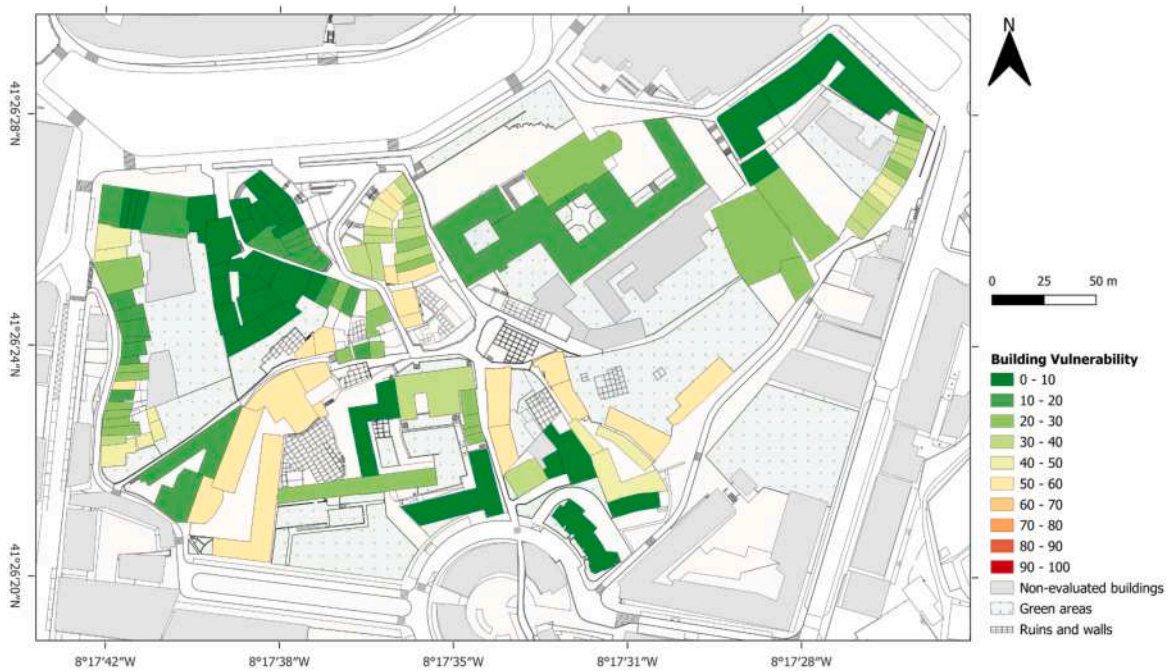 N
41°26'28"N
41°26'24"N
41°26'20"N
0 25 50 m
Building Vulnerability
0 - 10
10 - 20
20 - 30
30 - 40
40 - 50
50 - 60
60 - 70
70 - 80
80 - 90
90 - 100
Non-evaluated buildings
Green areas
Ruins and walls
8°17'42"W 8°17'38"W 8°17'35"W 8°17'31"W 8°17'28"W